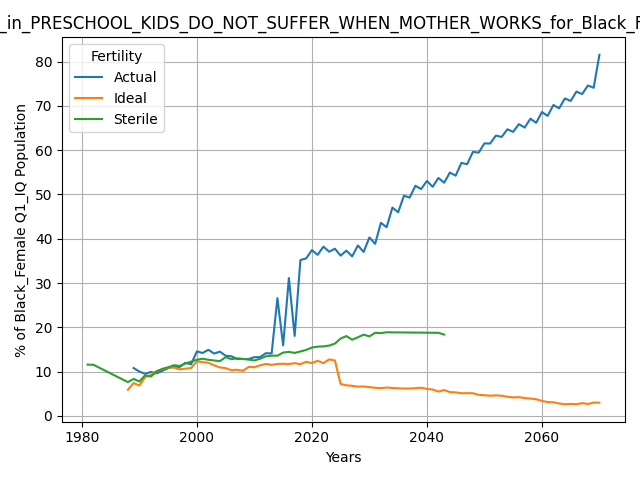 _in_PRESCHOOL_KIDS_DO_NOT_SUFFER_WHEN_MOTHER_WORKS_for_Black_F
Fertility
Actual
Ideal
Sterile
% of Black_Female Q1_IQ Population
80
70
60
50
40
30
20
10
0
1980
2000
2020
2040
2060
Years